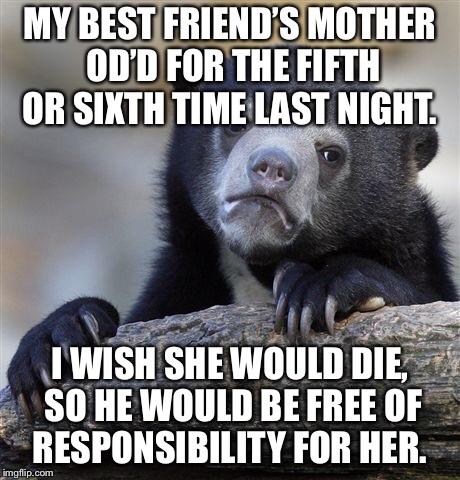 MY BEST FRIEND'S MOTHER
OD'D FOR THE FIFTH
OR SIXTH TIME LAST NIGHT.
I WISH SHE WOULD DIE,
SO HE WOULD BE FREE OF
RESPONSIBILITY FOR HER.
imgflip.com